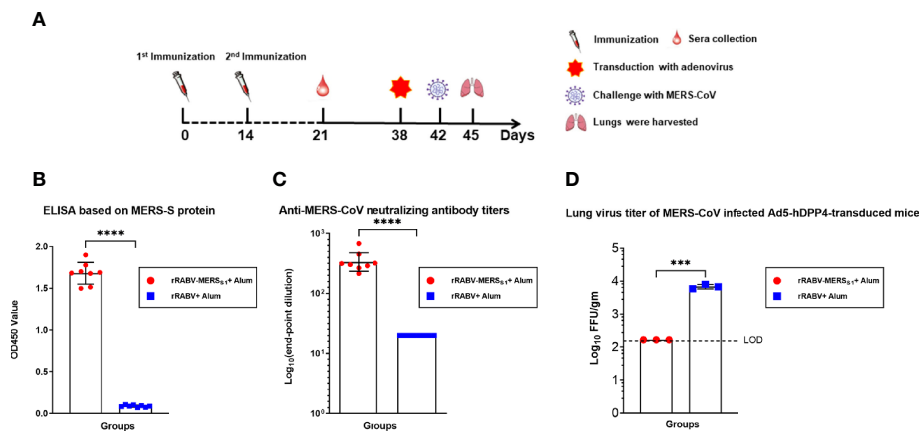 A
1st Immunization
2nd Immunization
0
14
21
38
42
45
Days
Immunization
Sera collection
Transduction with adenovirus
Challenge with MERS-CoV
Lungs were harvested
B
ELISA based on MERS-S protein
****
2.0
1.5
1.0
0.5
0.0
OD450 Value
Groups
rRABV-MERSS1+ Alum
rRABV+ Alum
C
Anti-MERS-CoV neutralizing antibody titers
****
103
102
101
100
Log10(end-point dilution)
Groups
rRABV-MERSS1+ Alum
rRABV+ Alum
D
Lung virus titer of MERS-CoV infected Ad5-hDPP4-transduced mice
***
5
4
3
2
1
0
Log10 FFU/gm
LOD
Groups
rRABV-MERSS1+ Alum
rRABV+ Alum